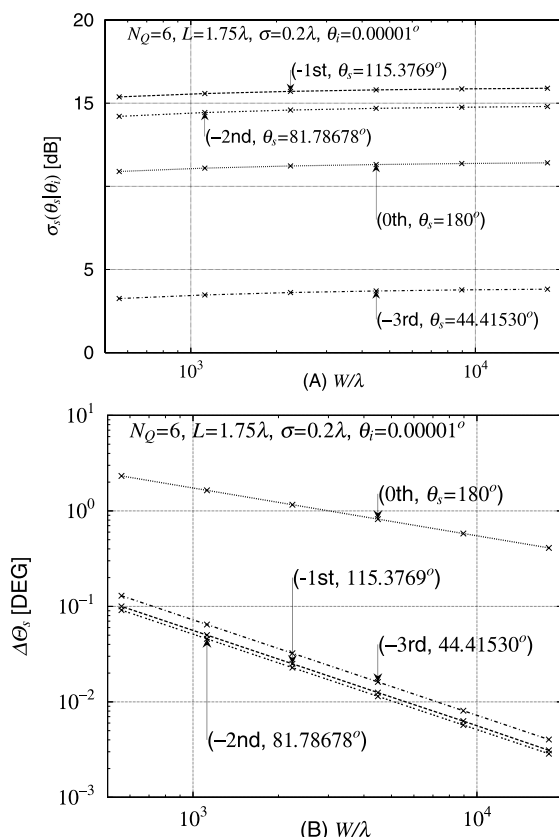 N_Q=6, L=1.75λ, σ=0.2λ, θ_i=0.00001°
20
(-1st, θ_s=115.3769°)
15
(−2nd, θ_s=81.78678°)
σ_s(θ_s|θ_i) [dB]
10
(0th, θ_s=180°)
5
(−3rd, θ_s=44.41530°)
0
10^3
10^4
(A) W/λ
N_Q=6, L=1.75λ, σ=0.2λ, θ_i=0.00001°
10^1
(0th, θ_s=180°)
10^0
(-1st, 115.3769°)
ΔΘ_s [DEG]
10^−1
(-3rd, 44.41530°)
10^−2
(−2nd, 81.78678°)
10^−3
10^3
10^4
(B) W/λ